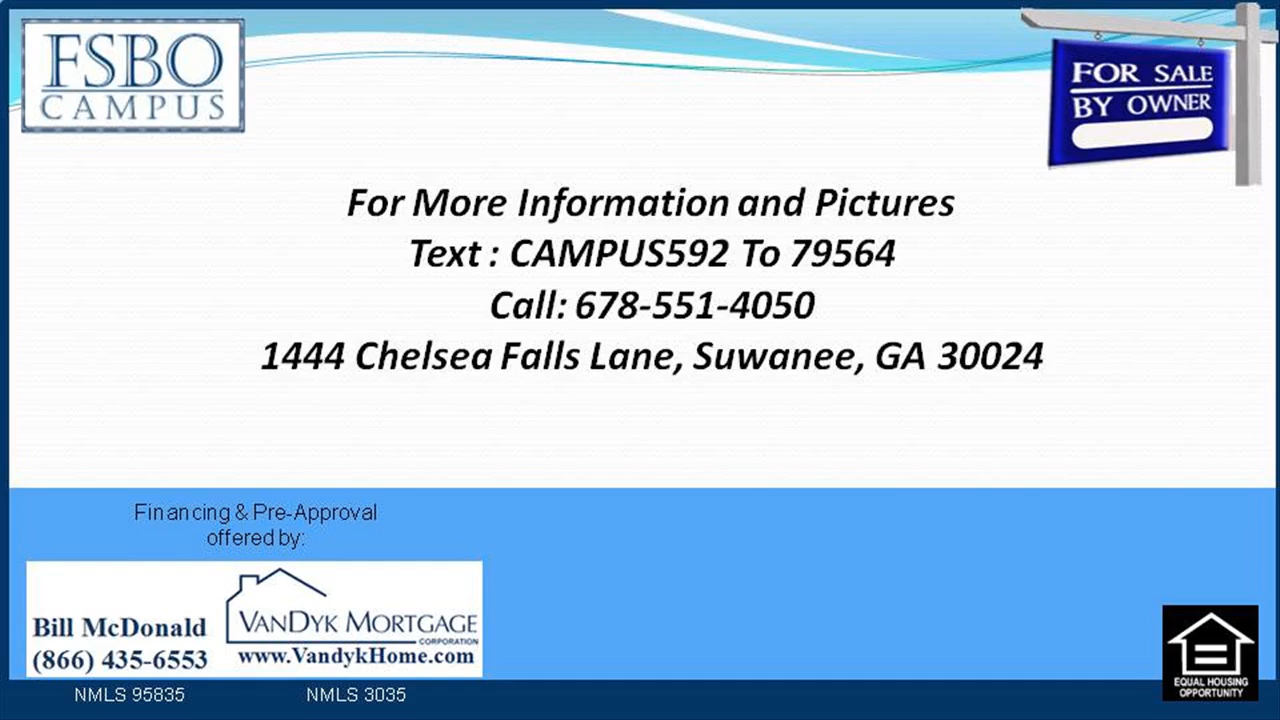 FSBO
CAMPUS
FOR SALE
BY OWNER
For More Information and Pictures
Text : CAMPUS592 To 79564
Call: 678-551-4050
1444 Chelsea Falls Lane, Suwanee, GA 30024
Financing & Pre-Approval
offered by:
Bill McDonald
(866) 435-6553
VANDYK MORTGAGE
CORPORATION
www.VandykHome.com
NMLS 95835
NMLS 3035
EQUAL HOUSING
OPPORTUNITY